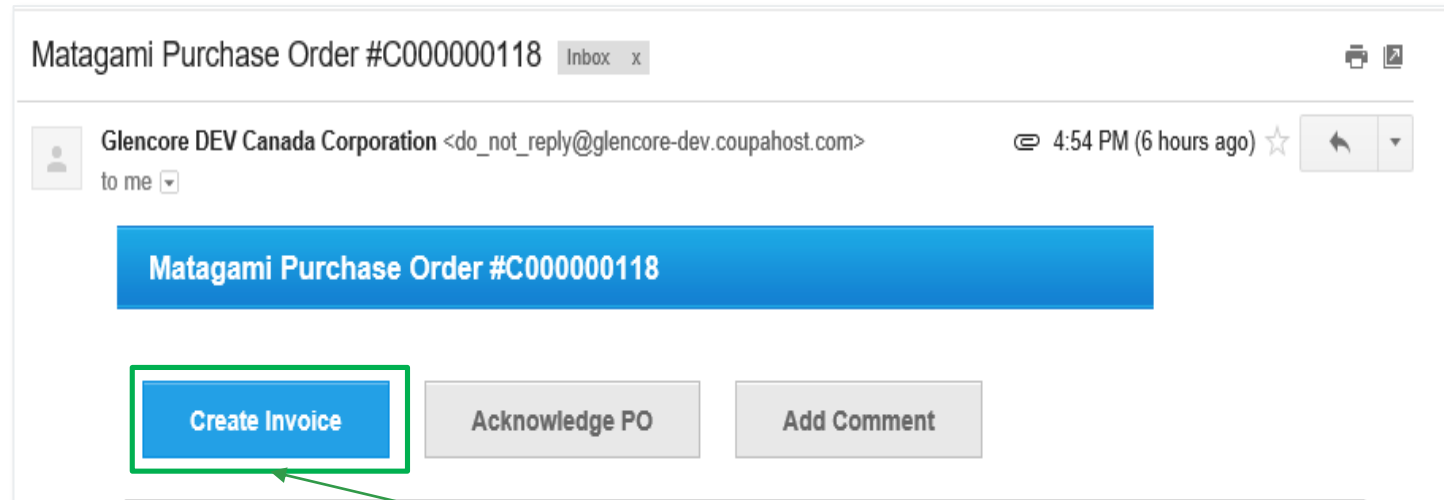 Matagami Purchase Order #C000000118 Inbox x
Glencore DEV Canada Corporation <do_not_reply@glencore-dev.coupahost.com> 4:54 PM (6 hours ago)
to me
Matagami Purchase Order #C000000118
Create Invoice Acknowledge PO Add Comment